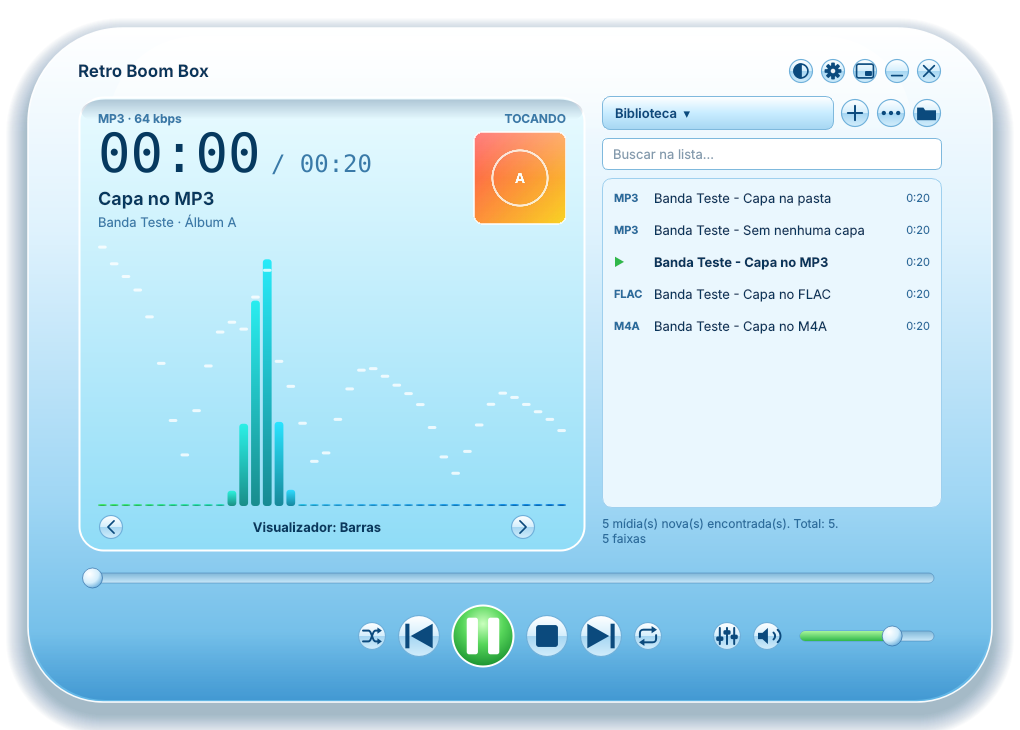 Retro Boom Box
MP3 · 64 kbps
TOCANDO
00:00 / 00:20
A
Capo no MP3
Banda Teste · Álbum A
Visualizador: Barras
Biblioteca ▾
Buscar na lista...
MP3 Banda Teste - Capa na pasta 0:20
MP3 Banda Teste - Sem nenhuma capa 0:20
Banda Teste - Capa no MP3 0:20
FLAC Banda Teste - Capa no FLAC 0:20
M4A Banda Teste - Capa no M4A 0:20
5 mídia(s) nova(s) encontrada(s). Total: 5.
5 faixas